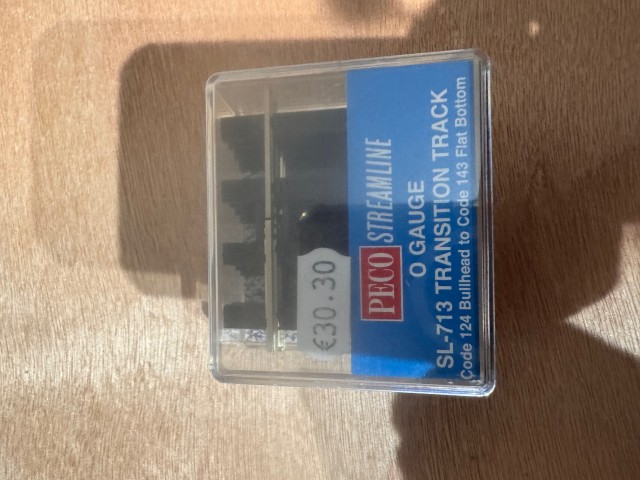 PECO STREAMLINE
O GAUGE
SL-713 TRANSITION TRACK
Code 124 Bullhead to Code 143 Flat Bottom
€30.30